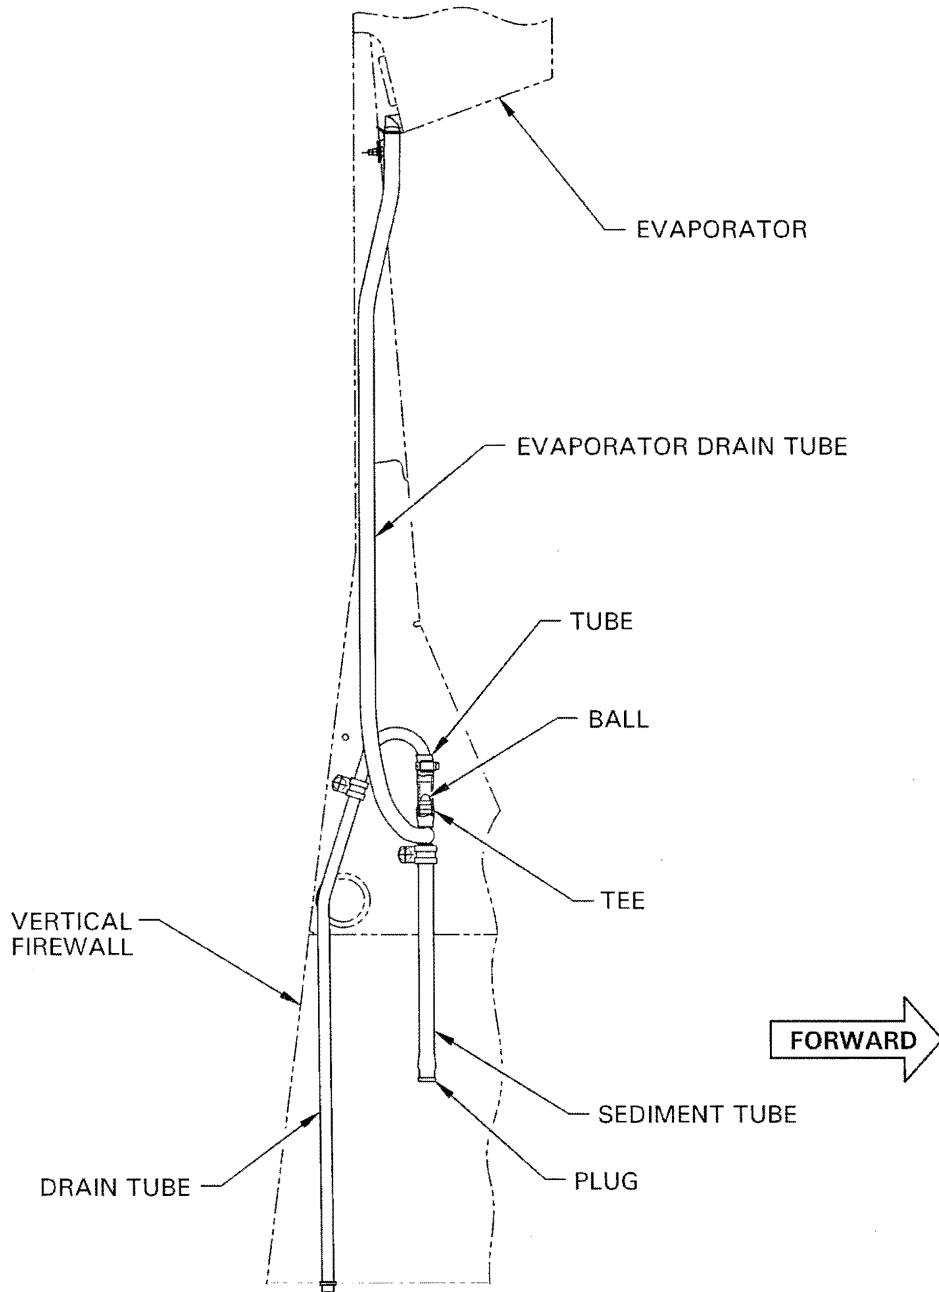 EVAPORATOR
EVAPORATOR DRAIN TUBE
TUBE
BALL
TEE
VERTICAL
FIREWALL
FORWARD
SEDIMENT TUBE
PLUG
DRAIN TUBE